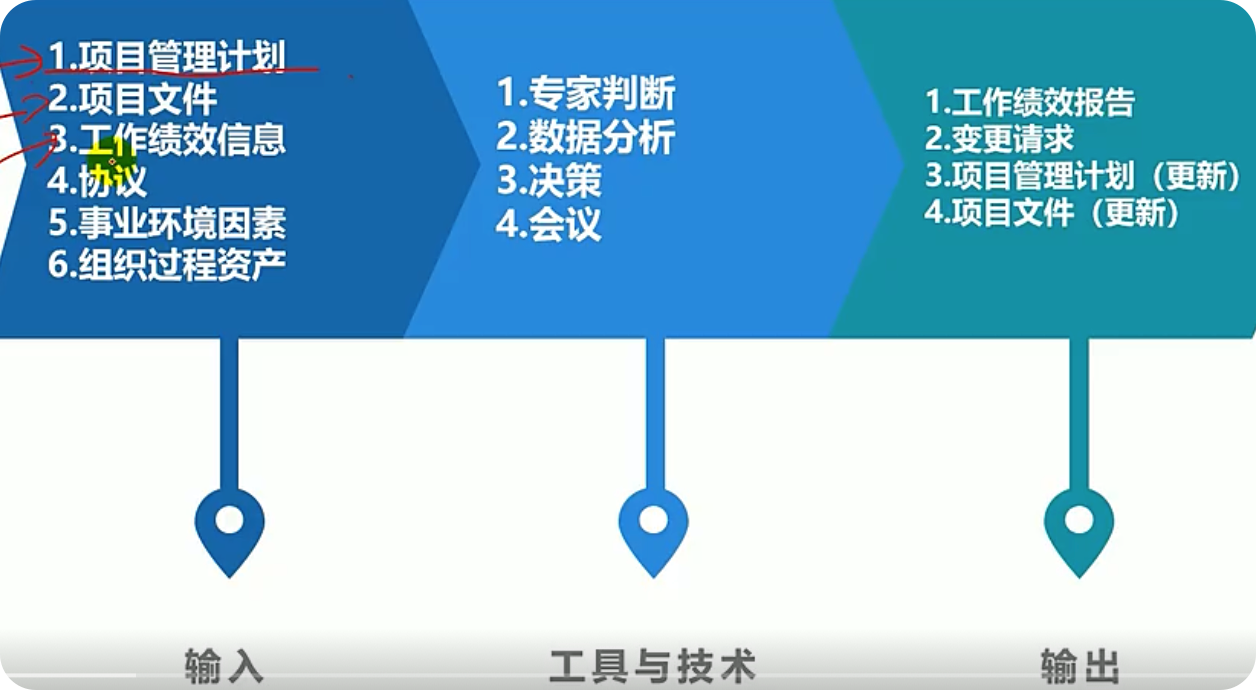 1.项目管理计划
2.项目文件
3.工作绩效信息
4.协议
5.事业环境因素
6.组织过程资产
1.专家判断
2.数据分析
3.决策
4.会议
1.工作绩效报告
2.变更请求
3.项目管理计划（更新）
4.项目文件（更新）
输入
工具与技术
输出